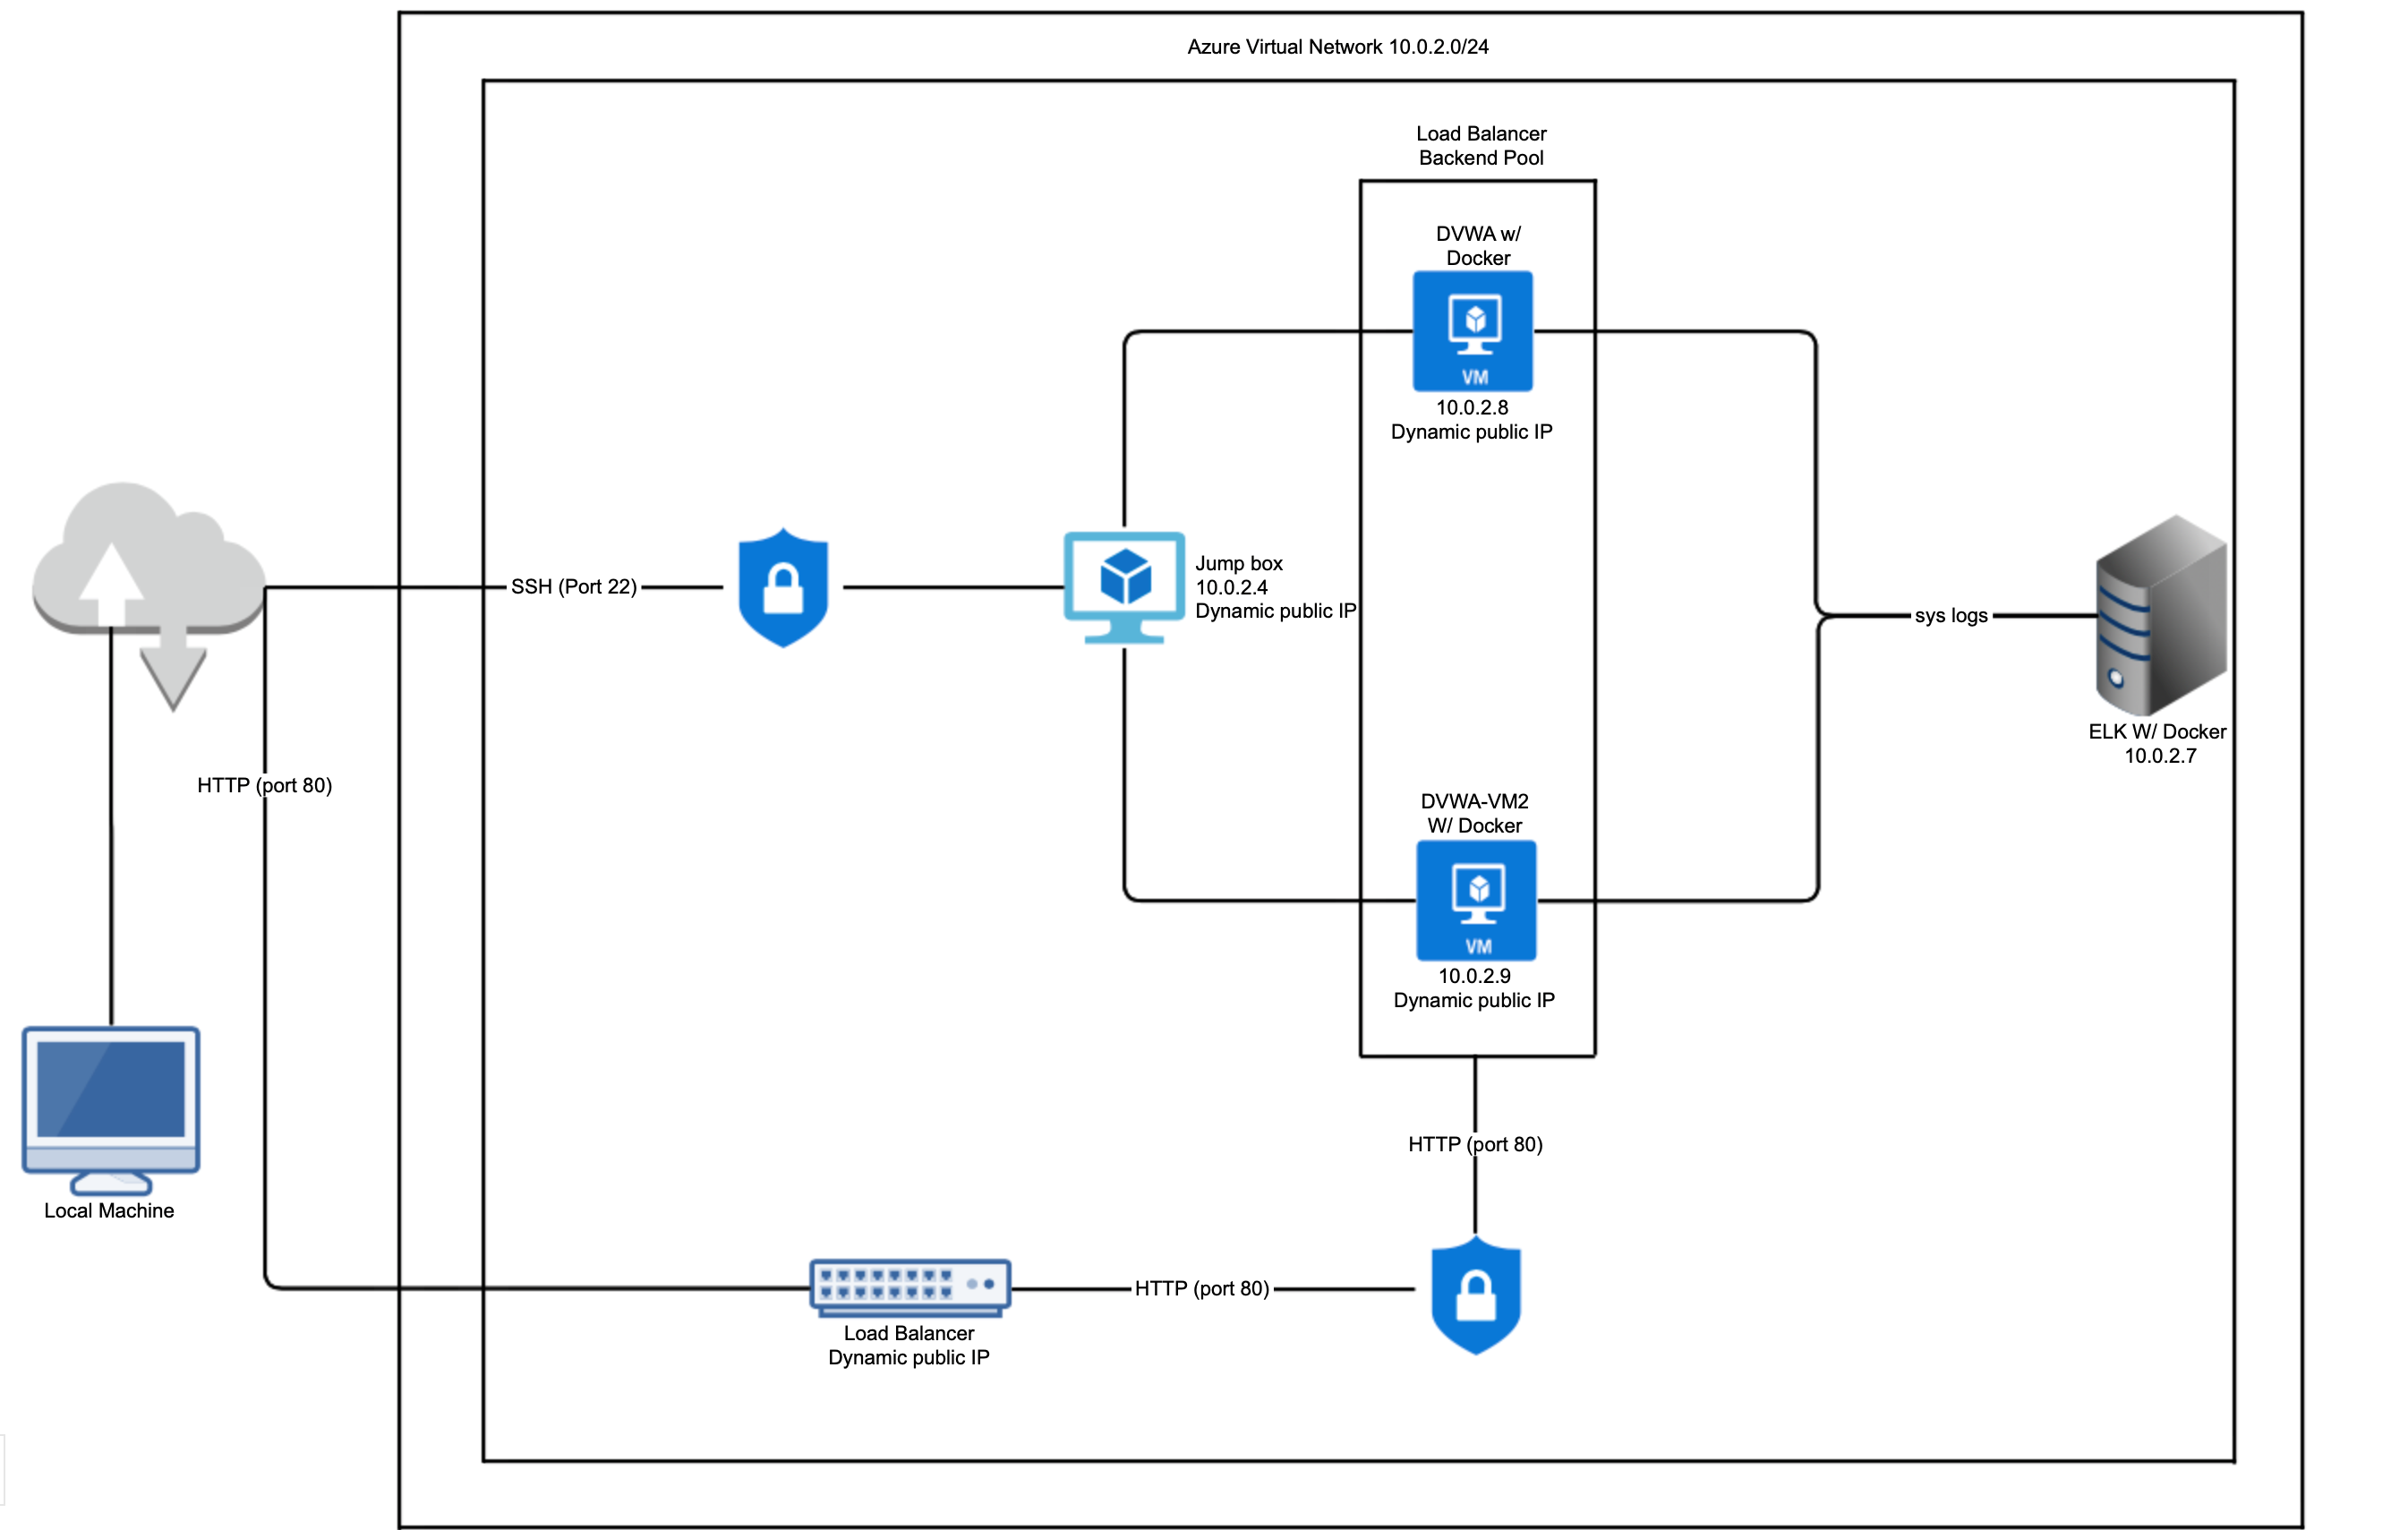 Azure Virtual Network 10.0.2.0/24
Load Balancer
Backend Pool
DVWA w/
Docker
VM
10.0.2.8
Dynamic public IP
SSH (Port 22)
Jump box
10.0.2.4
Dynamic public IP
sys logs
ELK W/ Docker
10.0.2.7
HTTP (port 80)
DVWA-VM2
W/ Docker
VM
10.0.2.9
Dynamic public IP
HTTP (port 80)
Local Machine
HTTP (port 80)
Load Balancer
Dynamic public IP